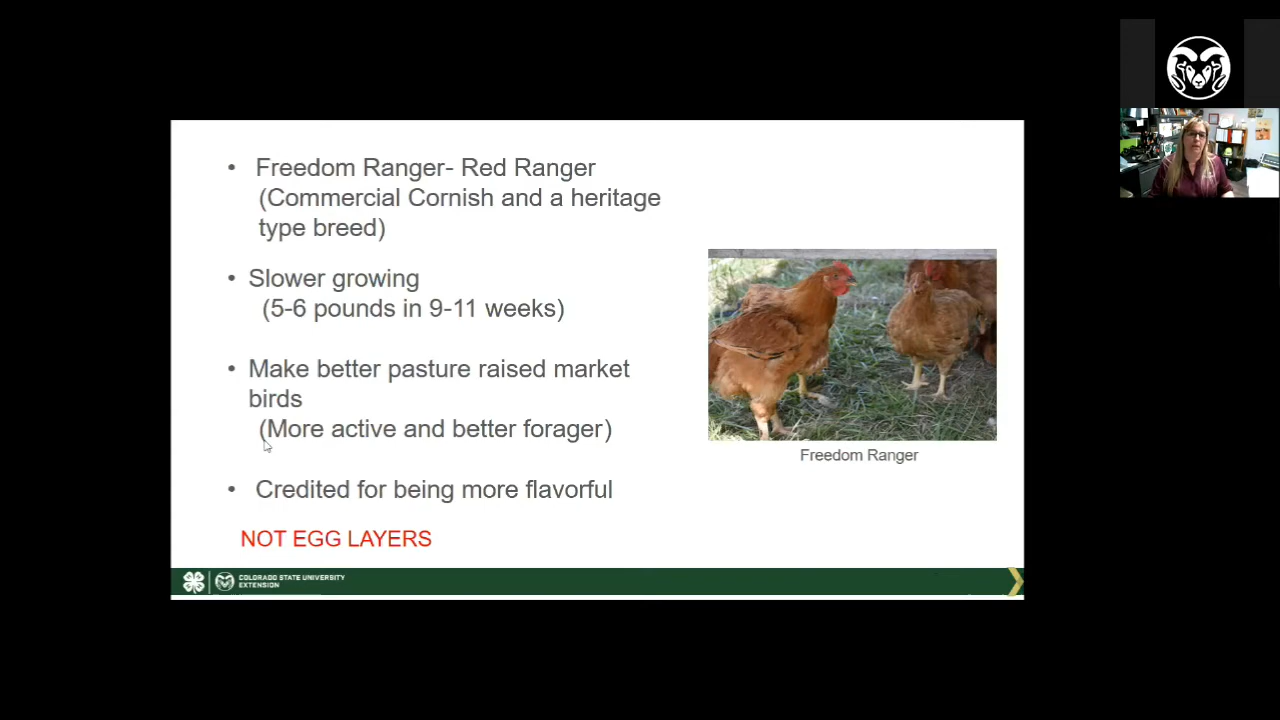 • Freedom Ranger- Red Ranger
(Commercial Cornish and a heritage
type breed)
• Slower growing
(5-6 pounds in 9-11 weeks)
• Make better pasture raised market
birds
(More active and better forager)
• Credited for being more flavorful
NOT EGG LAYERS
Freedom Ranger
COLORADO STATE UNIVERSITY
EXTENSION